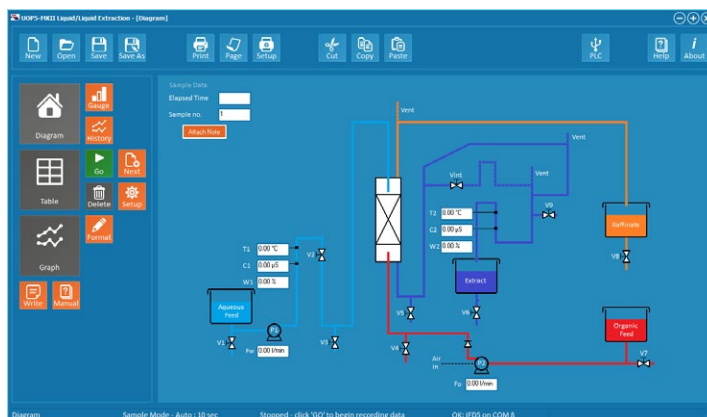 UOP5-MKII Liquid/Liquid Extraction - [Diagram]
New Open Save Save As Print Page Setup Cut Copy Paste PLC Help About
Diagram
Gauge
History
Table
Go
Next
Delete
Setup
Graph
Format
Write
Manual
Sample Data
Elapsed Time
Sample no. 1
Attach Note
Vent
Vint
Vent
V9
T1 0.00 °C
C1 0.00 µS
W1 0.00 %
V2
T2 0.00 °C
C2 0.00 µS
W2 0.00 %
Raffinate
V8
Extract
Aqueous
Feed
V1
P1
Fw 0.00 l/min
V3
V5
V6
V4
Organic
Feed
V7
Air
in
P2
Fo 0.00 l/min
Diagram Sample Mode - Auto : 10 sec Stopped - click 'GO' to begin recording data OK: IFD5 on COM 8